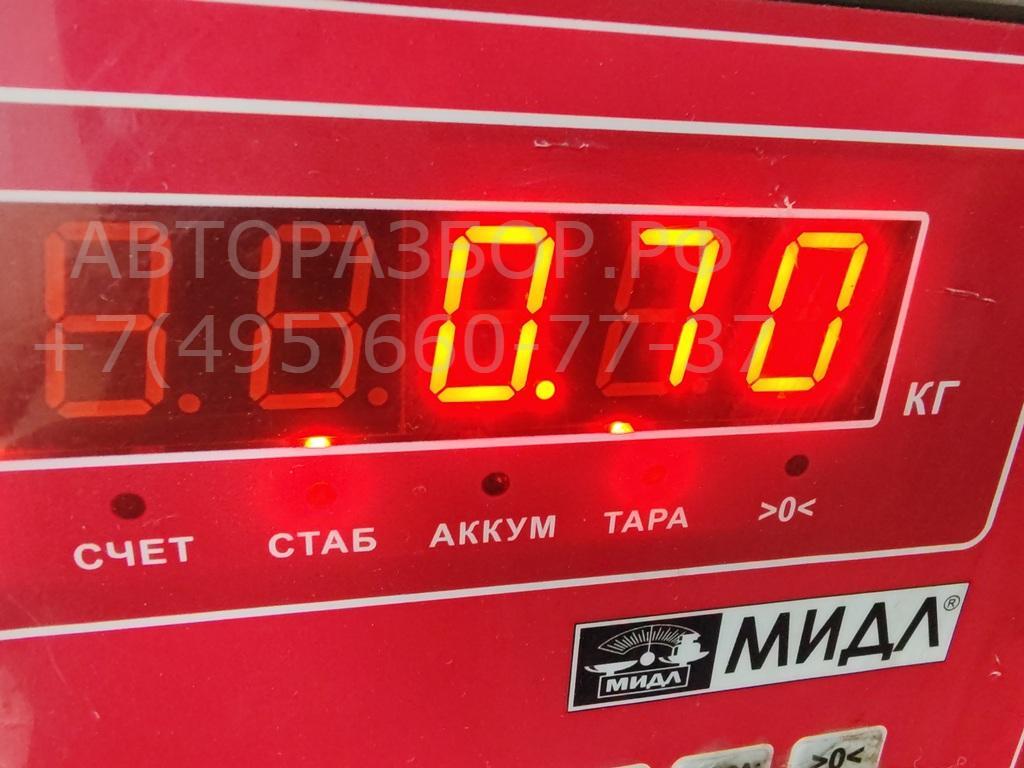 АВТОРАЗБОР.РФ
+7(495)660-77-37
0.70
КГ
СЧЕТ СТАБ АККУМ ТАРА >0<
МИДЛ МИДЛ®
>0<